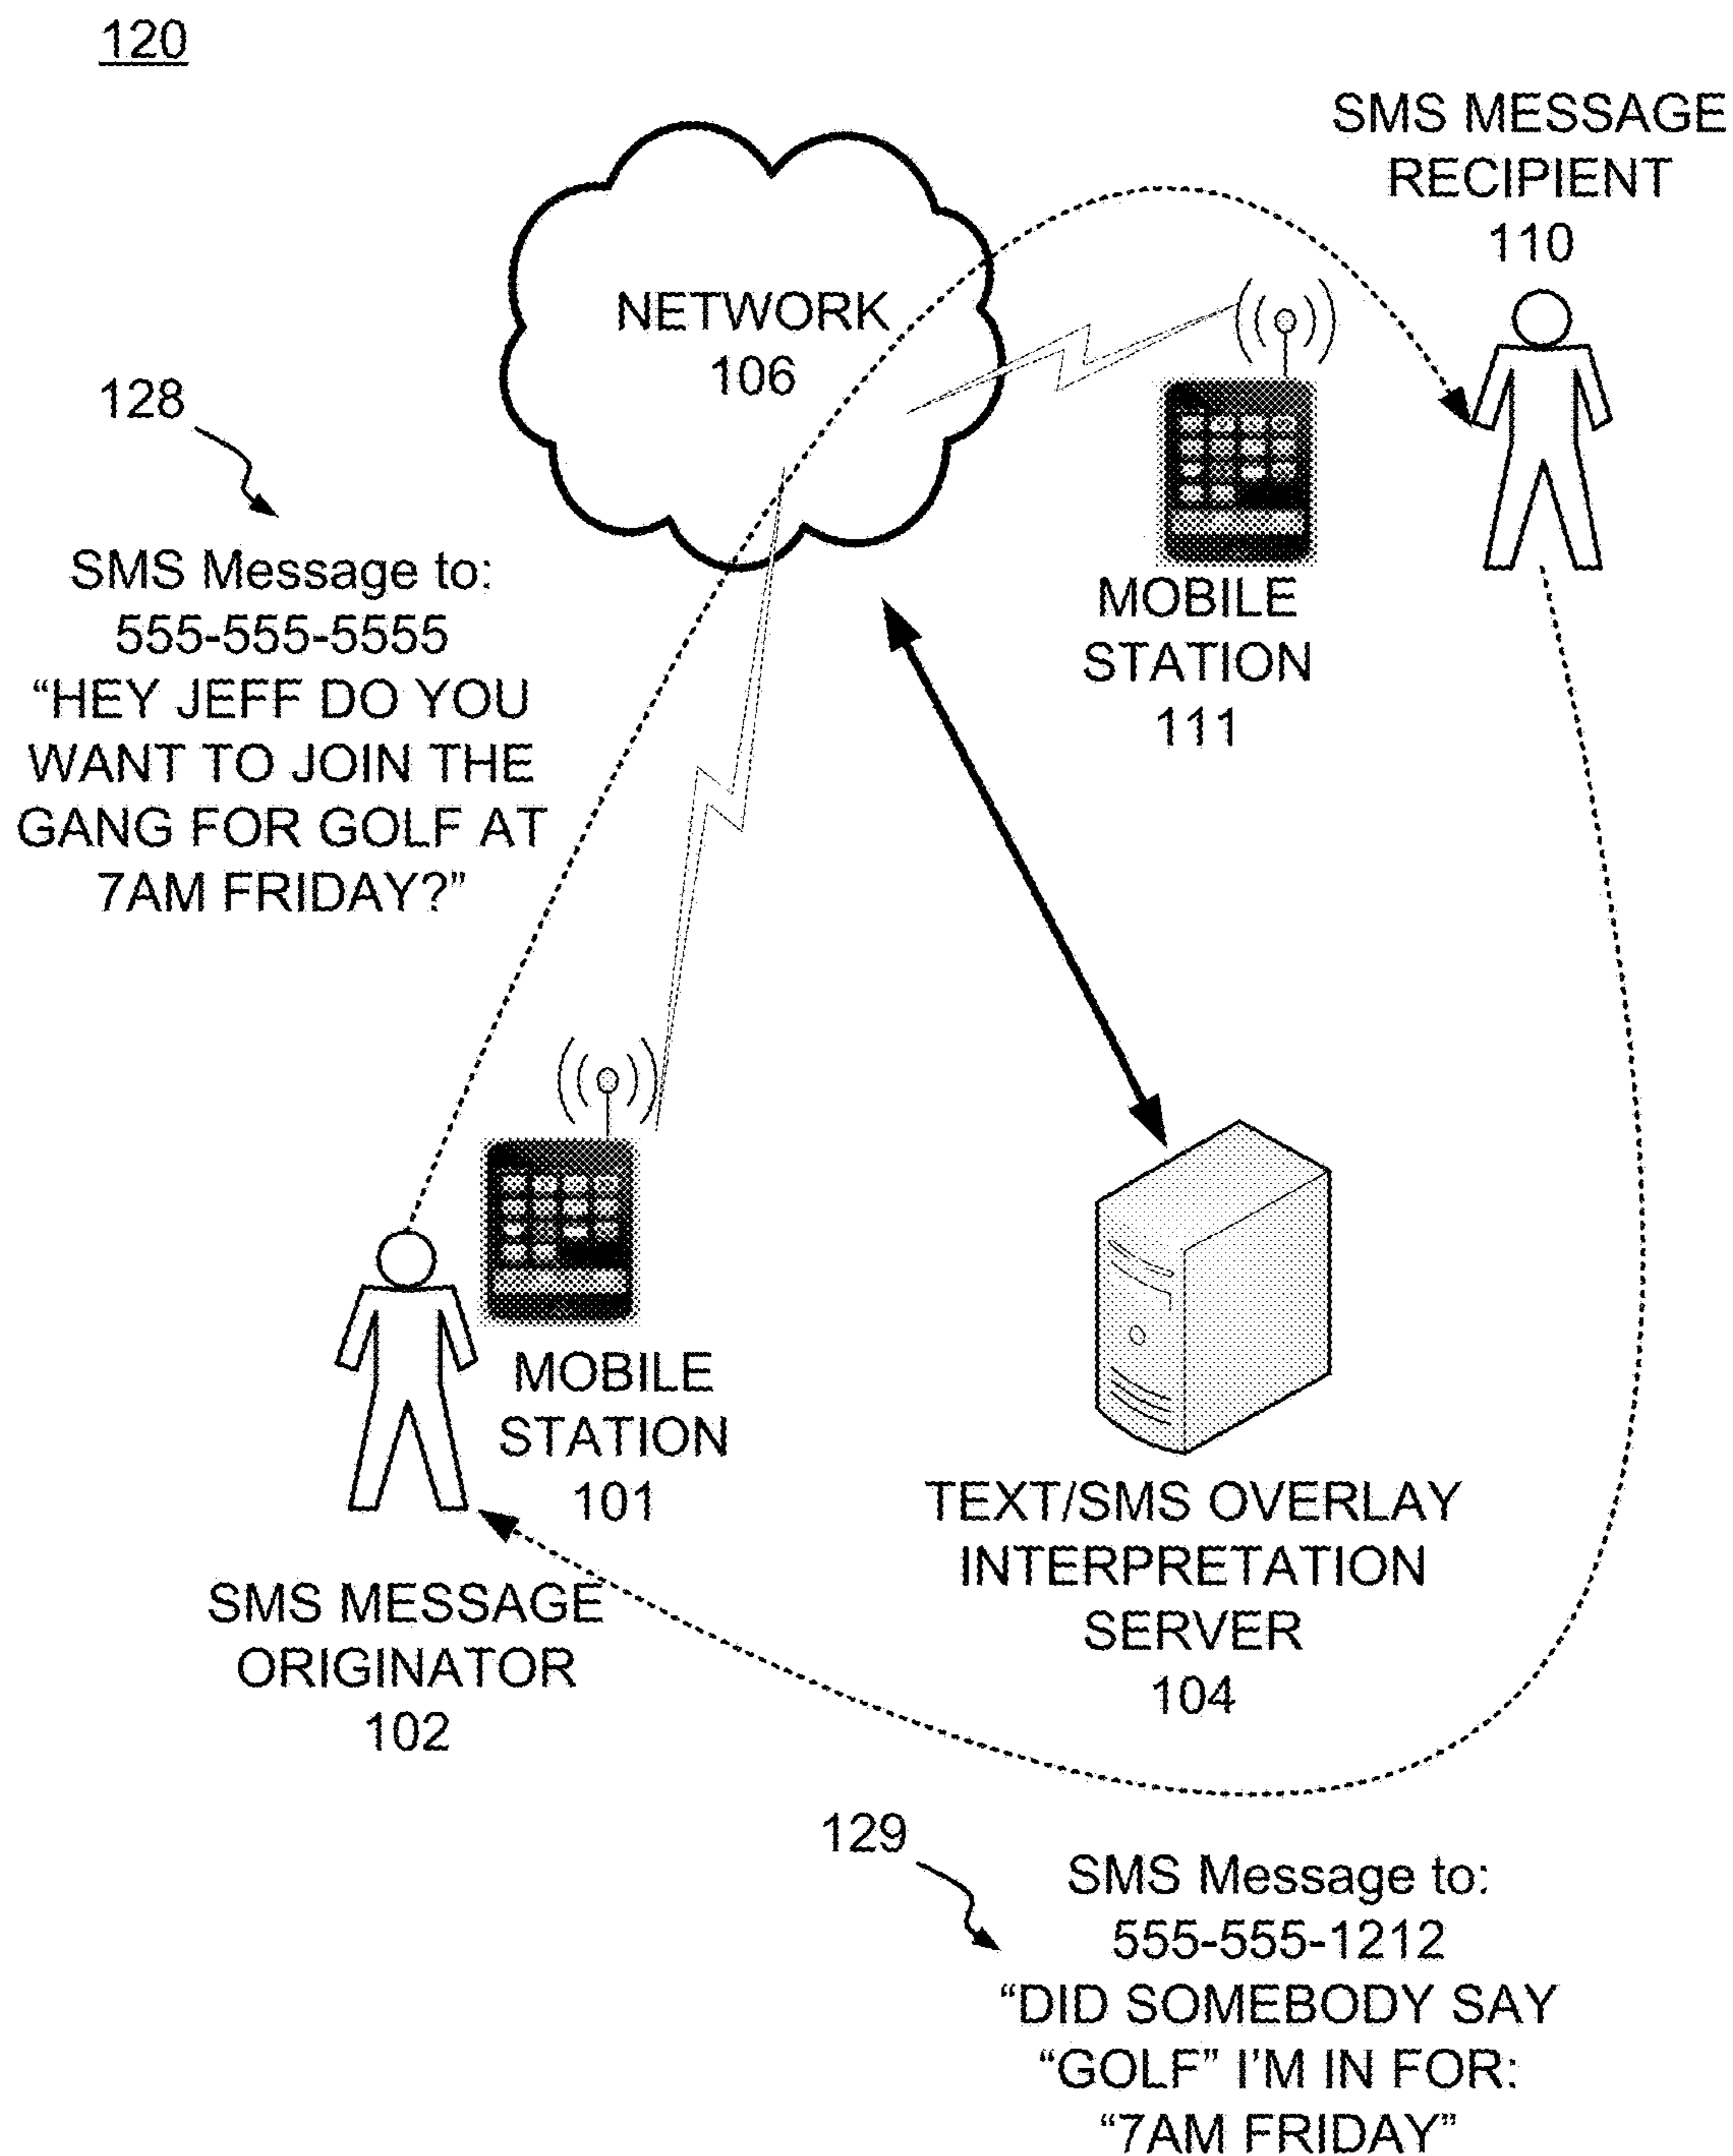 120
SMS MESSAGE
RECIPIENT
110
NETWORK
106
128
SMS Message to:
555-555-5555
“HEY JEFF DO YOU
WANT TO JOIN THE
GANG FOR GOLF AT
7AM FRIDAY?”
MOBILE
STATION
111
MOBILE
STATION
101
SMS MESSAGE
ORIGINATOR
102
TEXT/SMS OVERLAY
INTERPRETATION
SERVER
104
129
SMS Message to:
555-555-1212
“DID SOMEBODY SAY
“GOLF” I’M IN FOR:
“7AM FRIDAY”